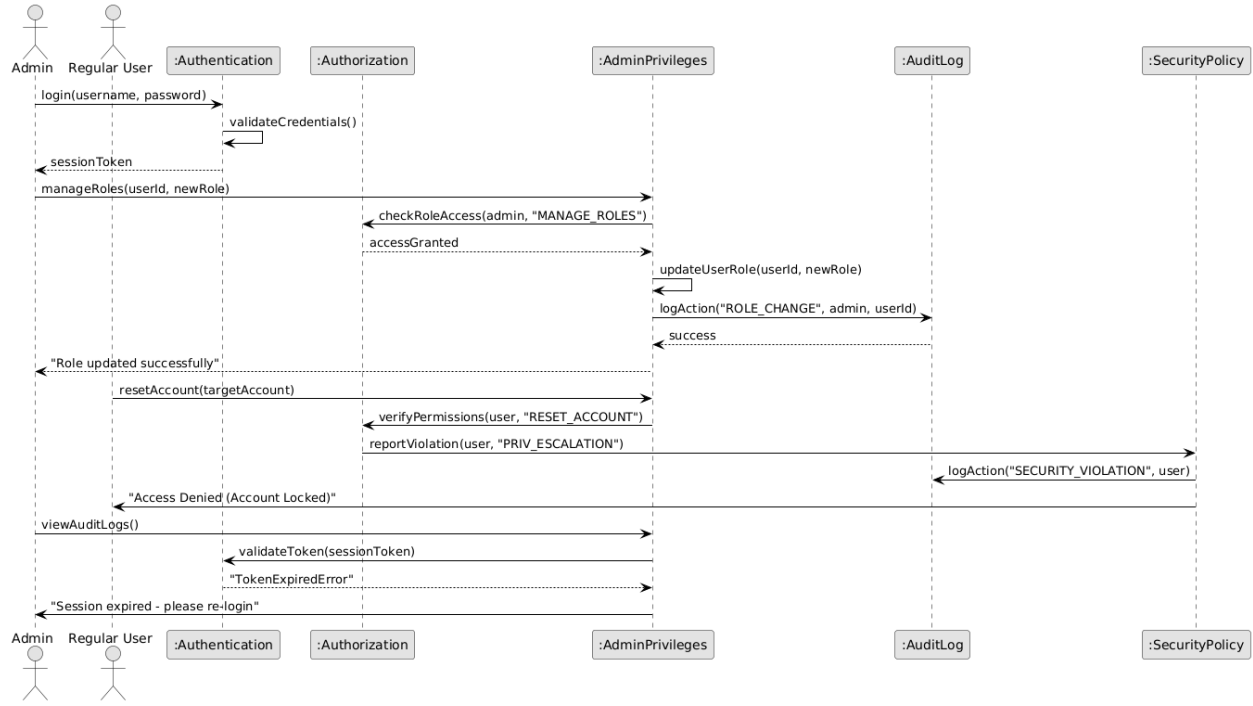 Admin
Regular User
:Authentication
:Authorization
:AdminPrivileges
:AuditLog
:SecurityPolicy
login(username, password)
validateCredentials()
sessionToken
manageRoles(userId, newRole)
checkRoleAccess(admin, "MANAGE_ROLES")
accessGranted
updateUserRole(userId, newRole)
logAction("ROLE_CHANGE", admin, userId)
success
"Role updated successfully"
resetAccount(targetAccount)
verifyPermissions(user, "RESET_ACCOUNT")
reportViolation(user, "PRIV_ESCALATION")
logAction("SECURITY_VIOLATION", user)
"Access Denied (Account Locked)"
viewAuditLogs()
validateToken(sessionToken)
"TokenExpiredError"
"Session expired - please re-login"
Admin
Regular User
:Authentication
:Authorization
:AdminPrivileges
:AuditLog
:SecurityPolicy